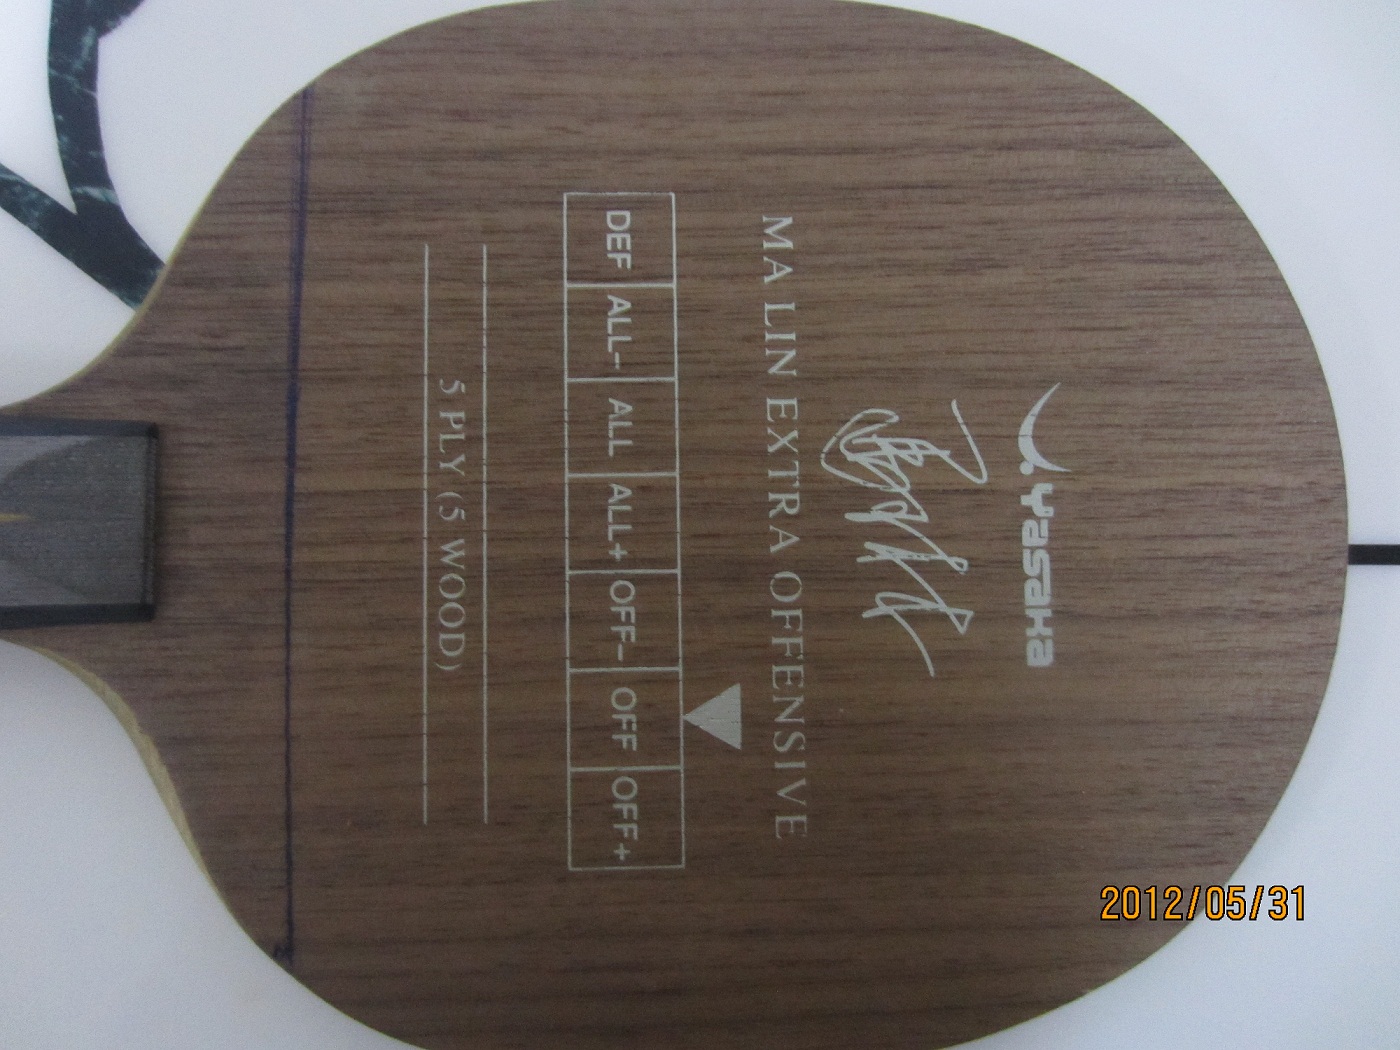 Yasaka
MA LIN EXTRA OFFENSIVE
DEF ALL- ALL ALL+ OFF- OFF OFF+
5 PLY (5 WOOD)
2012/05/31